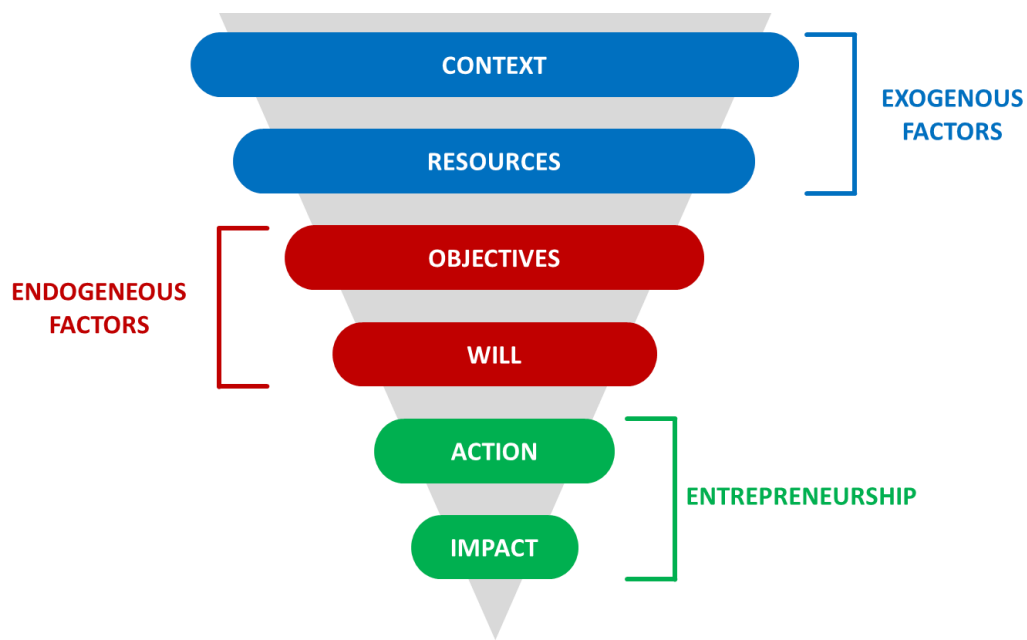 CONTEXT
EXOGENOUS
FACTORS
RESOURCES
OBJECTIVES
ENDOGENEOUS
FACTORS
WILL
ACTION
ENTREPRENEURSHIP
IMPACT